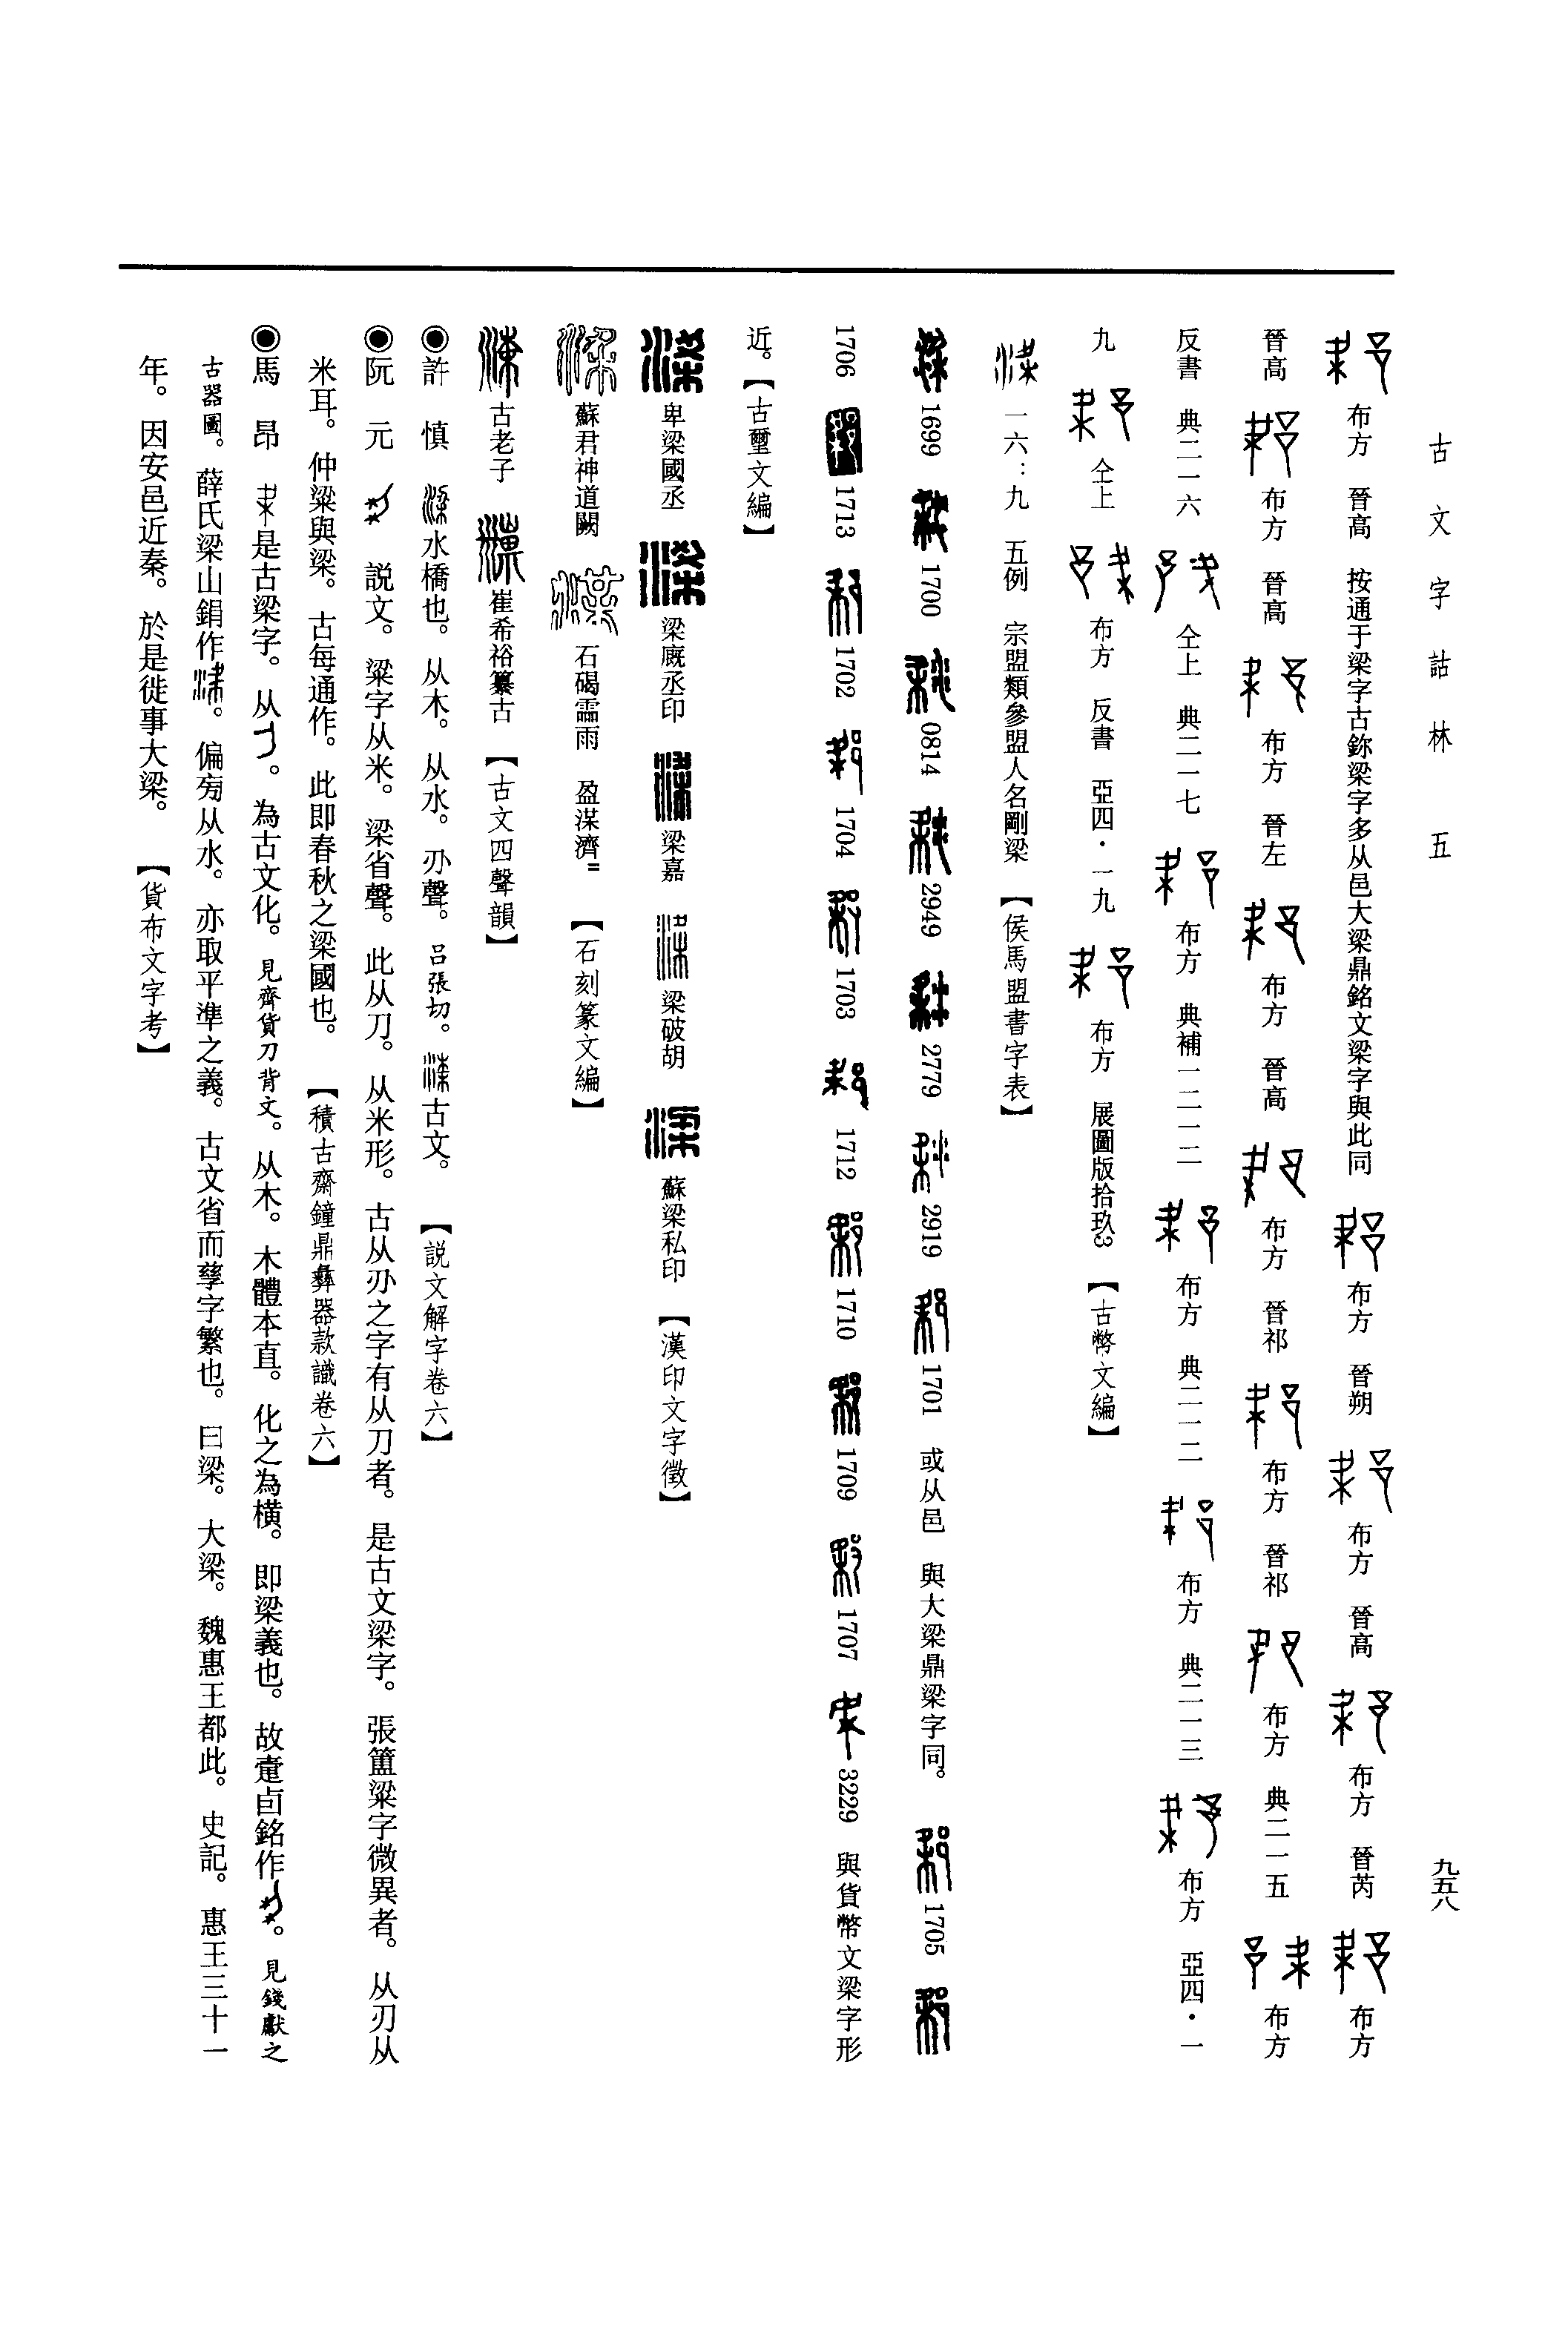 古文字詁林 五
九五八
布方 晉高 按通于梁字古鉨梁字多从邑大梁鼎銘文梁字與此同 布方 晉朔 布方 晉高 布方 晉芮 布方
晉高 布方 晉高 布方 晉左 布方 晉高 布方 晉祁 布方 晉祁 布方 典二一五 布方
反書 典二一六 仝上 典二一七 布方 典補一二一二 布方 典二一二 布方 典二一三 布方 亞四·一
九 仝上 布方 反書 亞四·一九 布方 展圖版拾玖3 【古幣文編】
一六：九 五例 宗盟類參盟人名剛梁 【侯馬盟書字表】
1699 1700 0814 2949 2779 2919 1701 或从邑 與大梁鼎梁字同。 1705
1706 1713 1702 1704 1703 1712 1710 1709 1707 3229 與貨幣文梁字形
近。【古璽文編】
卑梁國丞 梁廄丞印 梁嘉 梁破胡 蘇梁私印 【漢印文字徵】
蘇君神道闕 石碣霝雨 盈渫濟＝ 【石刻篆文編】
古老子 崔希裕纂古 【古文四聲韻】
◉許 慎 水橋也。从木。从水。刅聲。呂張切。古文。 【説文解字卷六】
◉阮 元 説文。粱字从米。梁省聲。此从刀。从米形。古从刅之字有从刀者。是古文梁字。張簠粱字微異者。从刃从
米耳。仲粱與梁。古每通作。此即春秋之梁國也。 【積古齋鐘鼎彝器款識卷六】
◉馬 昂 是古梁字。从。為古文化。見齊貨刀背文。从木。木體本直。化之為橫。即梁義也。故疐卣銘作。見錢獻之
古器圖。薛氏梁山鋗作。偏旁从水。亦取平準之義。古文省而孳字繁也。曰梁。大梁。魏惠王都此。史記。惠王三十一
年。因安邑近秦。於是徙事大梁。 【貨布文字考】